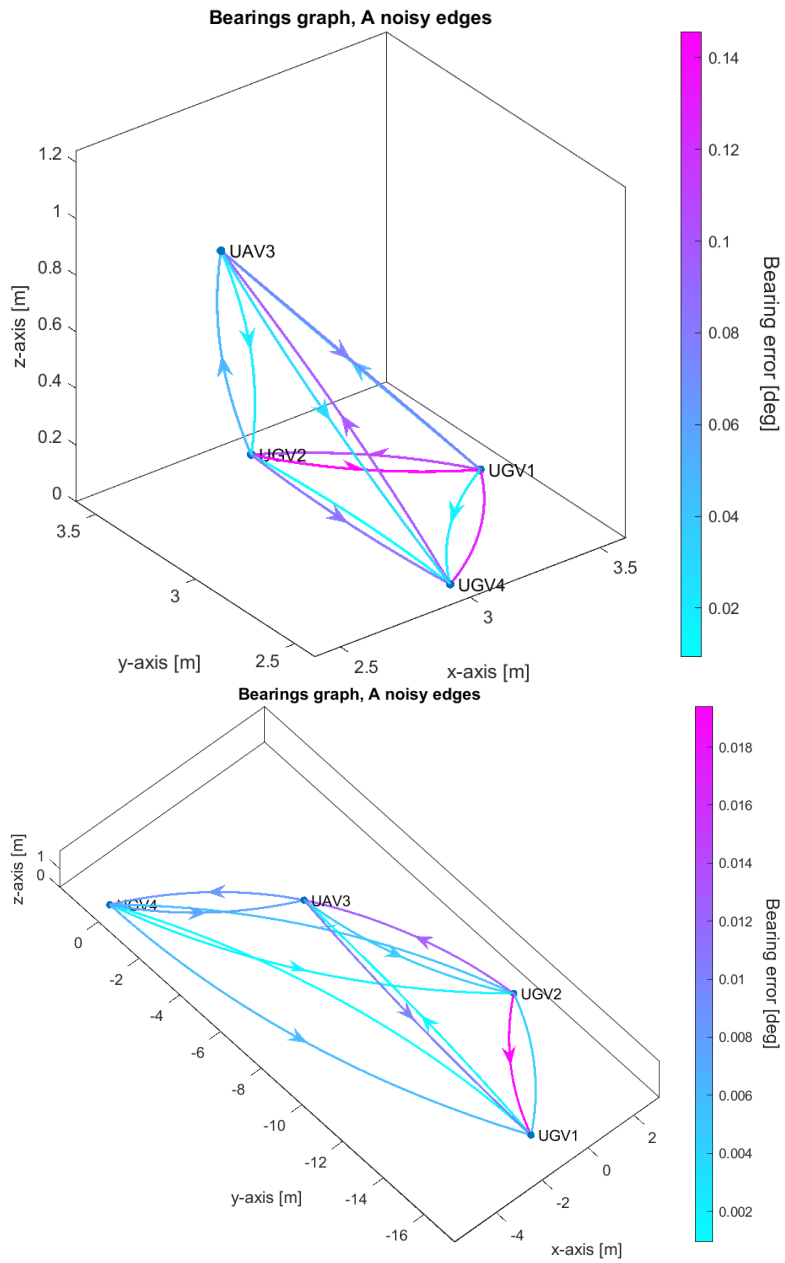 Bearings graph, A noisy edges
0.14
0.12
0.1
0.08
0.06
0.04
0.02
Bearing error [deg]
1.2
1
0.8
0.6
0.4
0.2
0
z-axis [m]
UAV3
UGV2
UGV1
UGV4
3.5
3
2.5
y-axis [m]
2.5
3
3.5
x-axis [m]
Bearings graph, A noisy edges
0.018
0.016
0.014
0.012
0.01
0.008
0.006
0.004
0.002
Bearing error [deg]
1
0
z-axis [m]
UGV4
UAV3
UGV2
UGV1
0
-2
-4
-6
-8
-10
-12
-14
-16
y-axis [m]
2
0
-2
-4
x-axis [m]